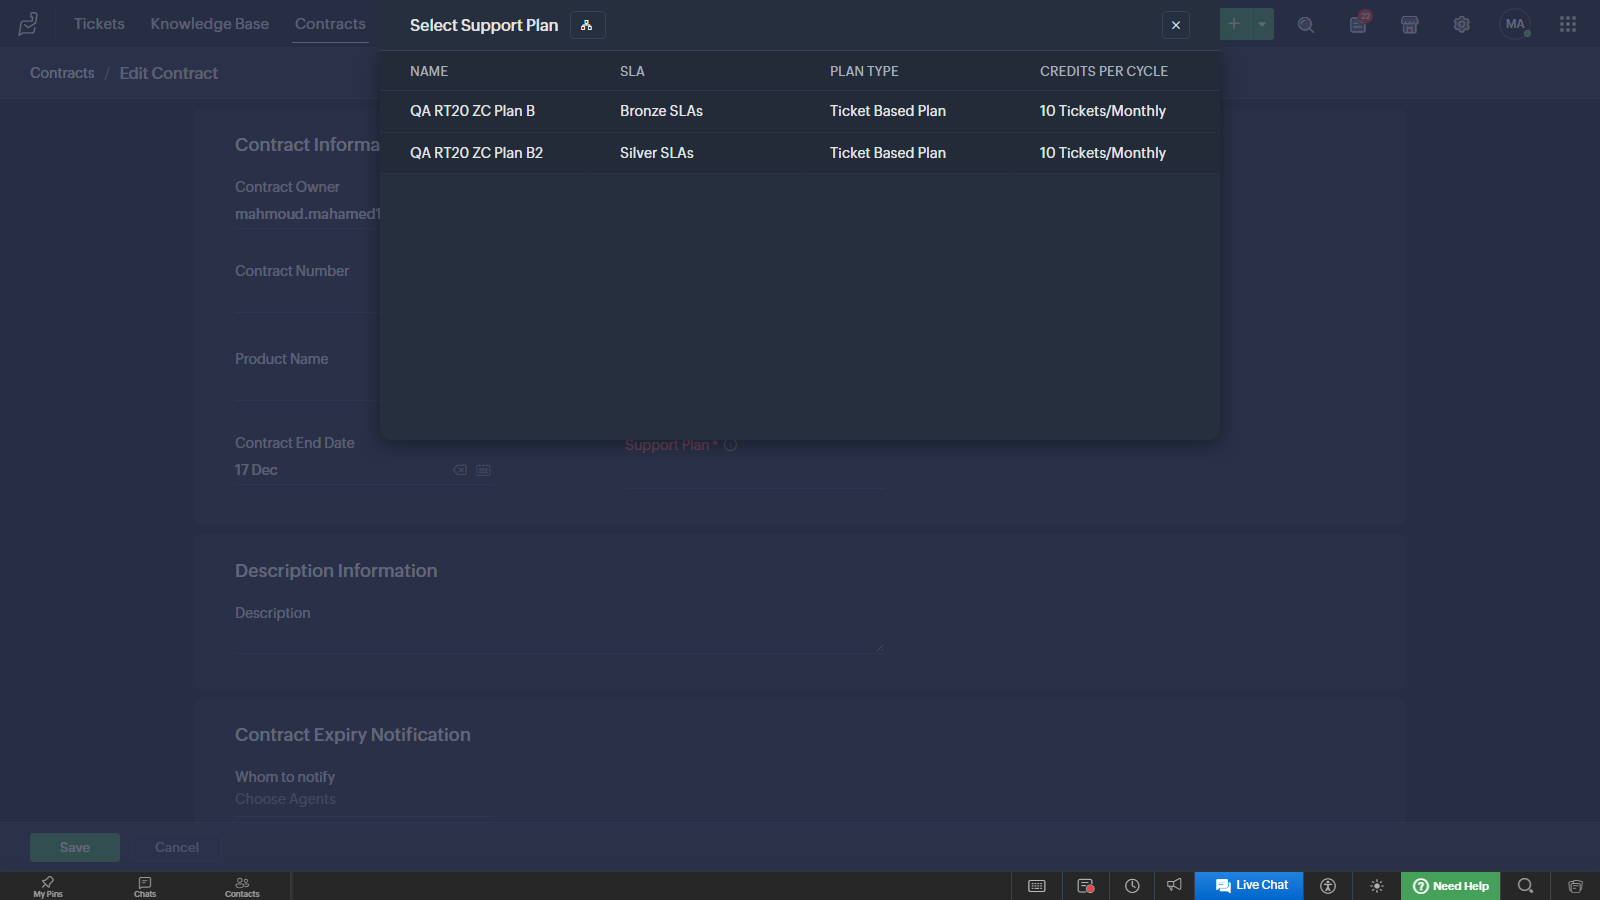 Tickets Knowledge Base Contracts
Select Support Plan
22
MA
Contracts / Edit Contract
NAME SLA PLAN TYPE CREDITS PER CYCLE
QA RT20 ZC Plan B Bronze SLAs Ticket Based Plan 10 Tickets/Monthly
QA RT20 ZC Plan B2 Silver SLAs Ticket Based Plan 10 Tickets/Monthly
Contract Informa
Contract Owner
mahmoud.mahamed1
Contract Number
Product Name
Contract End Date
17 Dec
Support Plan *
Description Information
Description
Contract Expiry Notification
Whom to notify
Choose Agents
Save Cancel
My Pins Chats Contacts Live Chat Need Help